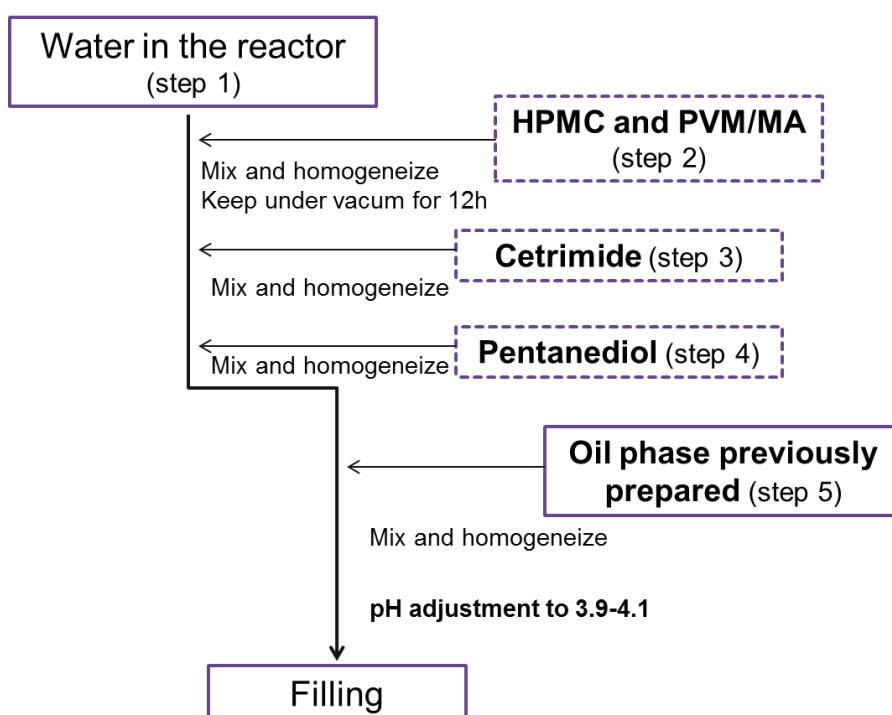 Water in the reactor
(step 1)
HPMC and PVM/MA
(step 2)
Mix and homogeneize
Keep under vacum for 12h
Cetrimide (step 3)
Mix and homogeneize
Pentanediol (step 4)
Mix and homogeneize
Oil phase previously
prepared (step 5)
Mix and homogeneize
pH adjustment to 3.9-4.1
Filling